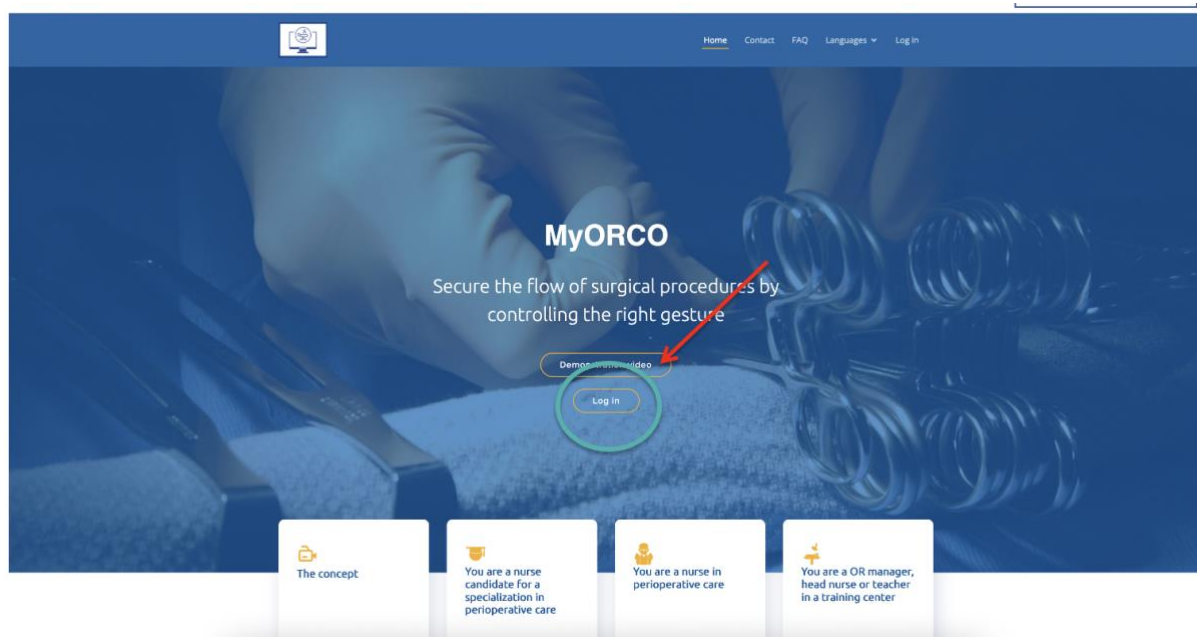 Home Contact FAQ Languages Log in
MyORCO
Secure the flow of surgical procedures by
controlling the right gesture
Demonstration video
Log in
The concept
You are a nurse
candidate for a
specialization in
perioperative care
You are a nurse in
perioperative care
You are a OR manager,
head nurse or teacher
in a training center